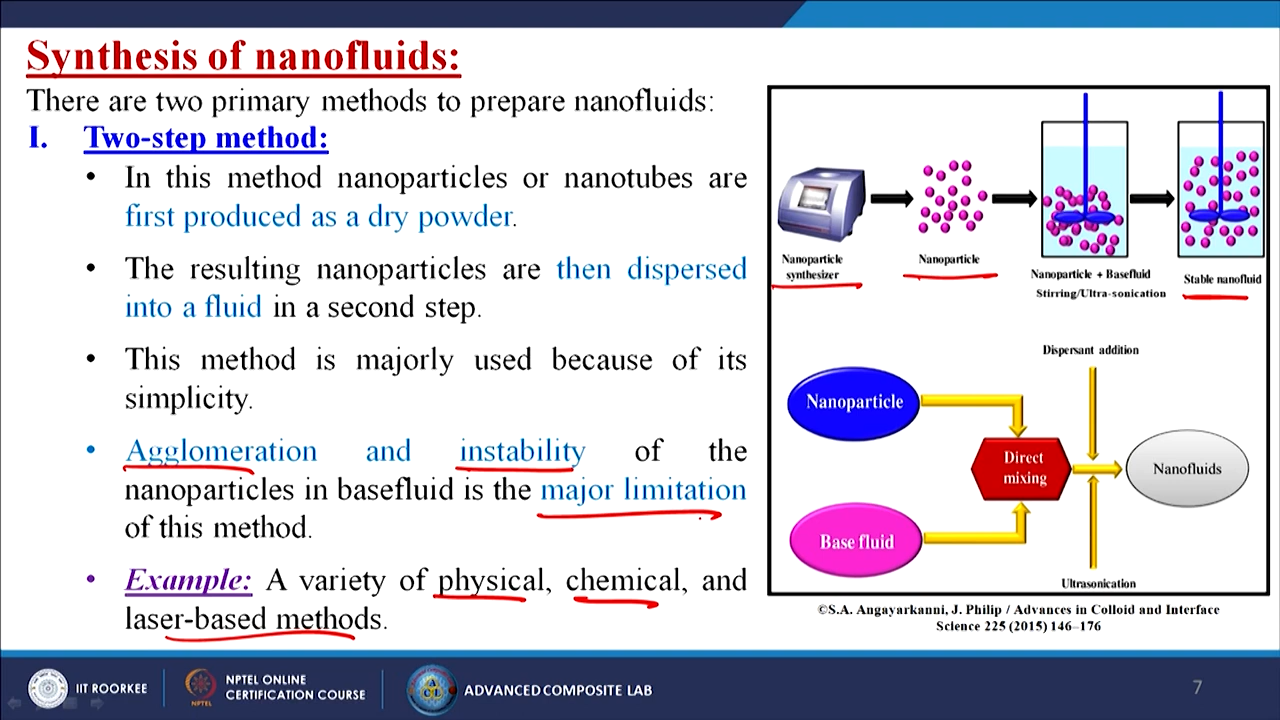 Synthesis of nanofluids:
There are two primary methods to prepare nanofluids:
I. Two-step method:
• In this method nanoparticles or nanotubes are
first produced as a dry powder.
• The resulting nanoparticles are then dispersed
into a fluid in a second step.
• This method is majorly used because of its
simplicity.
• Agglomeration and instability of the
nanoparticles in basefluid is the major limitation
of this method.
• Example: A variety of physical, chemical, and
laser-based methods.
Nanoparticle
synthesizer
Nanoparticle
Nanoparticle + Basefluid
Stirring/Ultra-sonication
Stable nanofluid
Dispersant addition
Nanoparticle
Direct
mixing
Nanofluids
Base fluid
Ultrasonication
©S.A. Angayarkanni, J. Philip / Advances in Colloid and Interface
Science 225 (2015) 146–176
IIT ROORKEE
NPTEL
NPTEL ONLINE
CERTIFICATION COURSE
ACL
ADVANCED COMPOSITE LAB
7